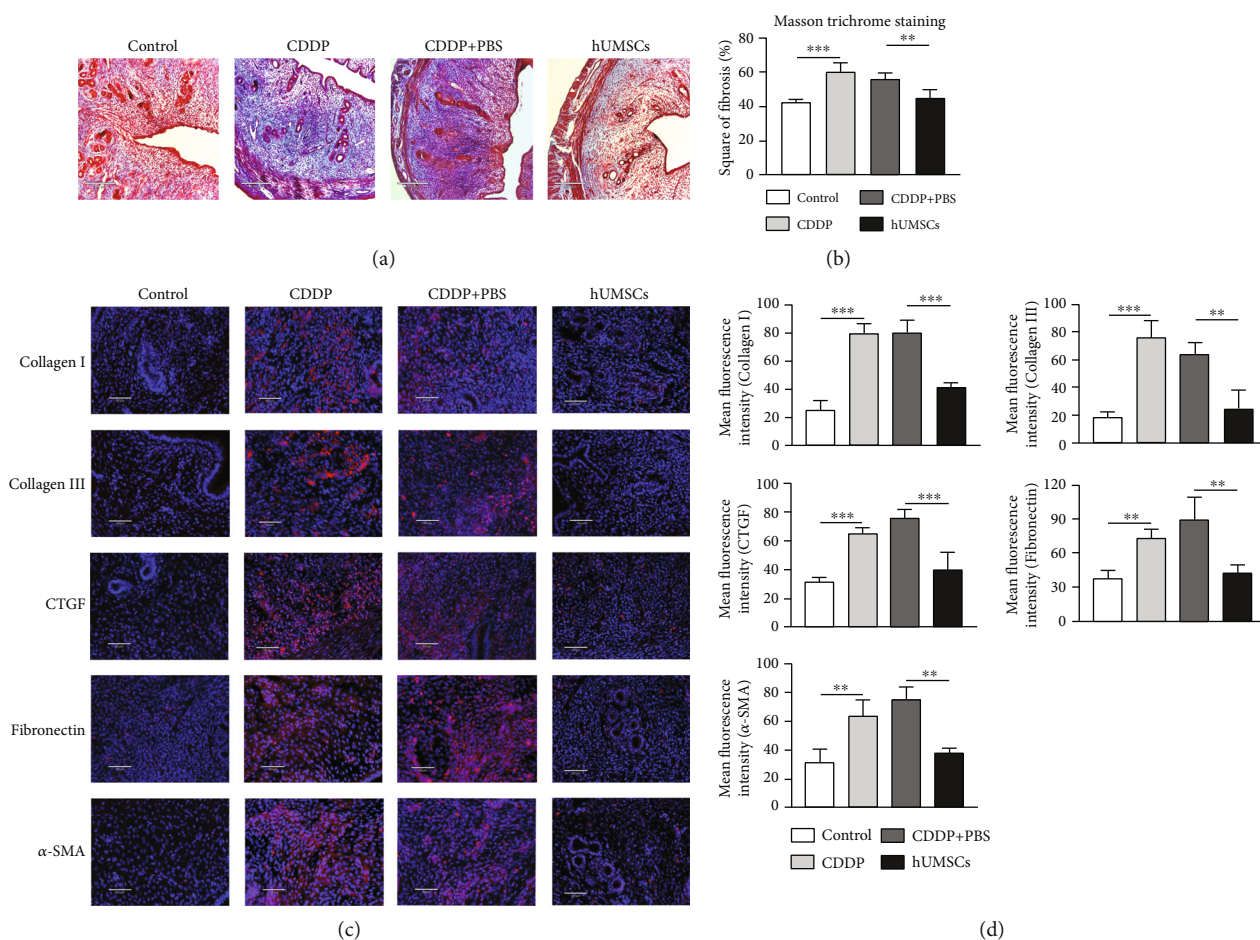 Control CDDP CDDP+PBS hUMSCs
(a)
Masson trichrome staining
Square of fibrosis (%)
80
60
40
20
0
*** **
Control CDDP+PBS
CDDP hUMSCs
(b)
Control CDDP CDDP+PBS hUMSCs
Collagen I
Collagen III
CTGF
Fibronectin
α-SMA
(c)
Mean fluorescence
intensity (Collagen I)
100
80
60
40
20
0
*** ***
Mean fluorescence
intensity (Collagen III)
100
80
60
40
20
0
*** **
Mean fluorescence
intensity (CTGF)
100
80
60
40
20
0
*** ***
Mean fluorescence
intensity (Fibronectin)
120
90
60
30
0
** **
Mean fluorescence
intensity (α-SMA)
100
80
60
40
20
0
** **
Control CDDP+PBS
CDDP hUMSCs
(d)